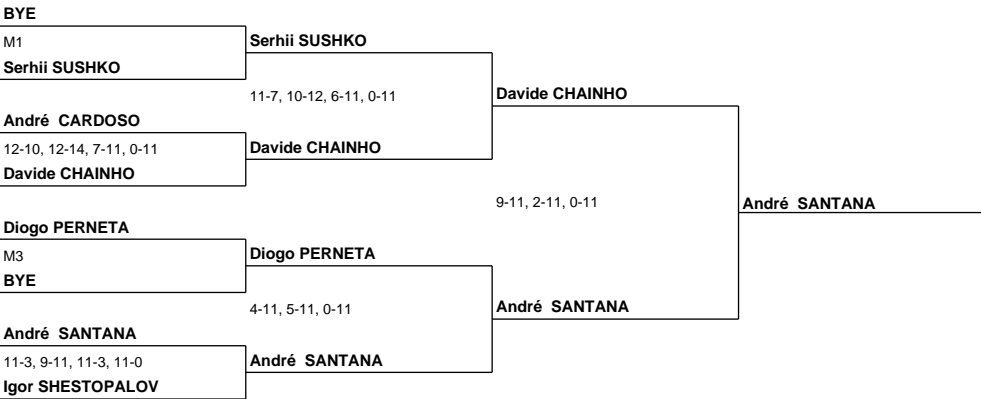 BYE
M1
Serhii SUSHKO
Serhii SUSHKO
11-7, 10-12, 6-11, 0-11
Davide CHAINHO
André CARDOSO
12-10, 12-14, 7-11, 0-11
Davide CHAINHO
Davide CHAINHO
9-11, 2-11, 0-11
André SANTANA
Diogo PERNETA
M3
BYE
Diogo PERNETA
4-11, 5-11, 0-11
André SANTANA
André SANTANA
11-3, 9-11, 11-3, 11-0
Igor SHESTOPALOV
André SANTANA